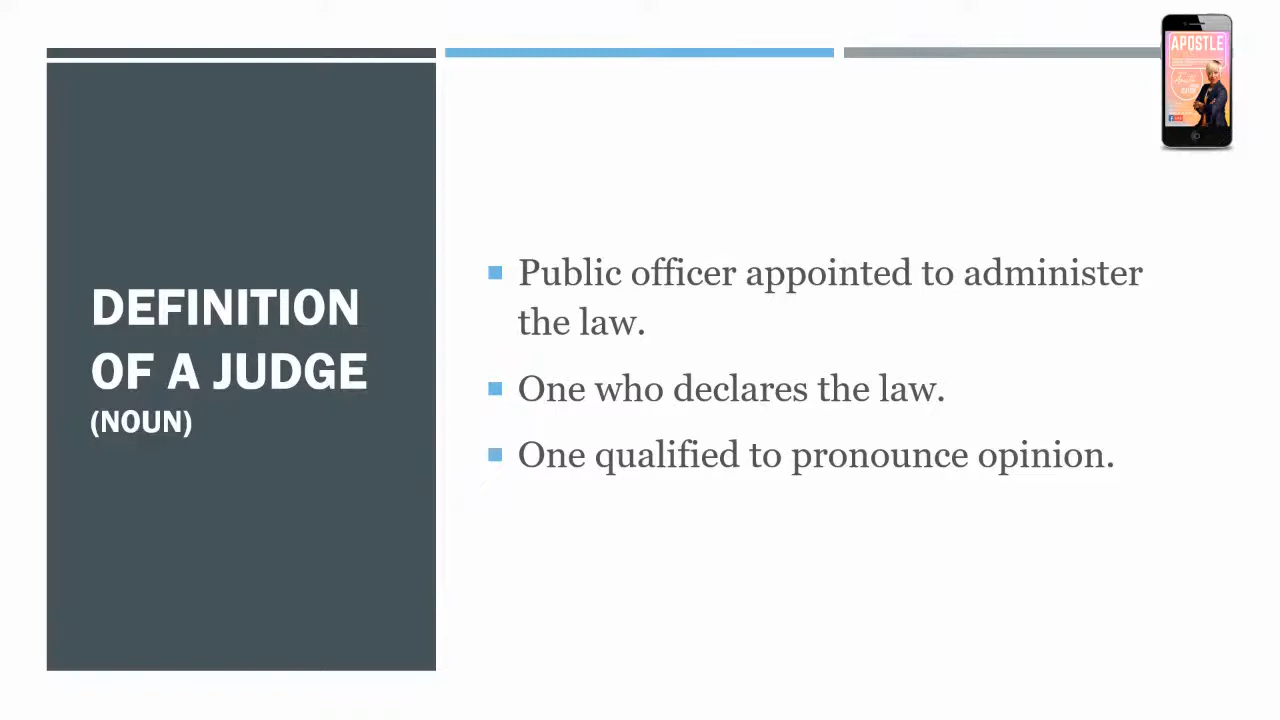 APOSTLE
DEFINITION
OF A JUDGE
(NOUN)
Public officer appointed to administer
the law.
One who declares the law.
One qualified to pronounce opinion.